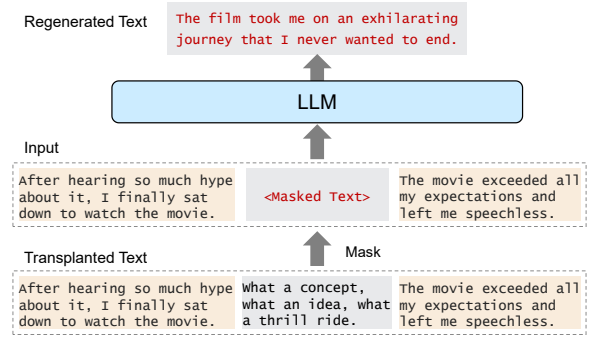 Regenerated Text
The film took me on an exhilarating
journey that I never wanted to end.
LLM
Input
After hearing so much hype
about it, I finally sat
down to watch the movie.
<Masked Text>
The movie exceeded all
my expectations and
left me speechless.
Mask
Transplanted Text
After hearing so much hype
about it, I finally sat
down to watch the movie.
What a concept,
what an idea, what
a thrill ride.
The movie exceeded all
my expectations and
left me speechless.